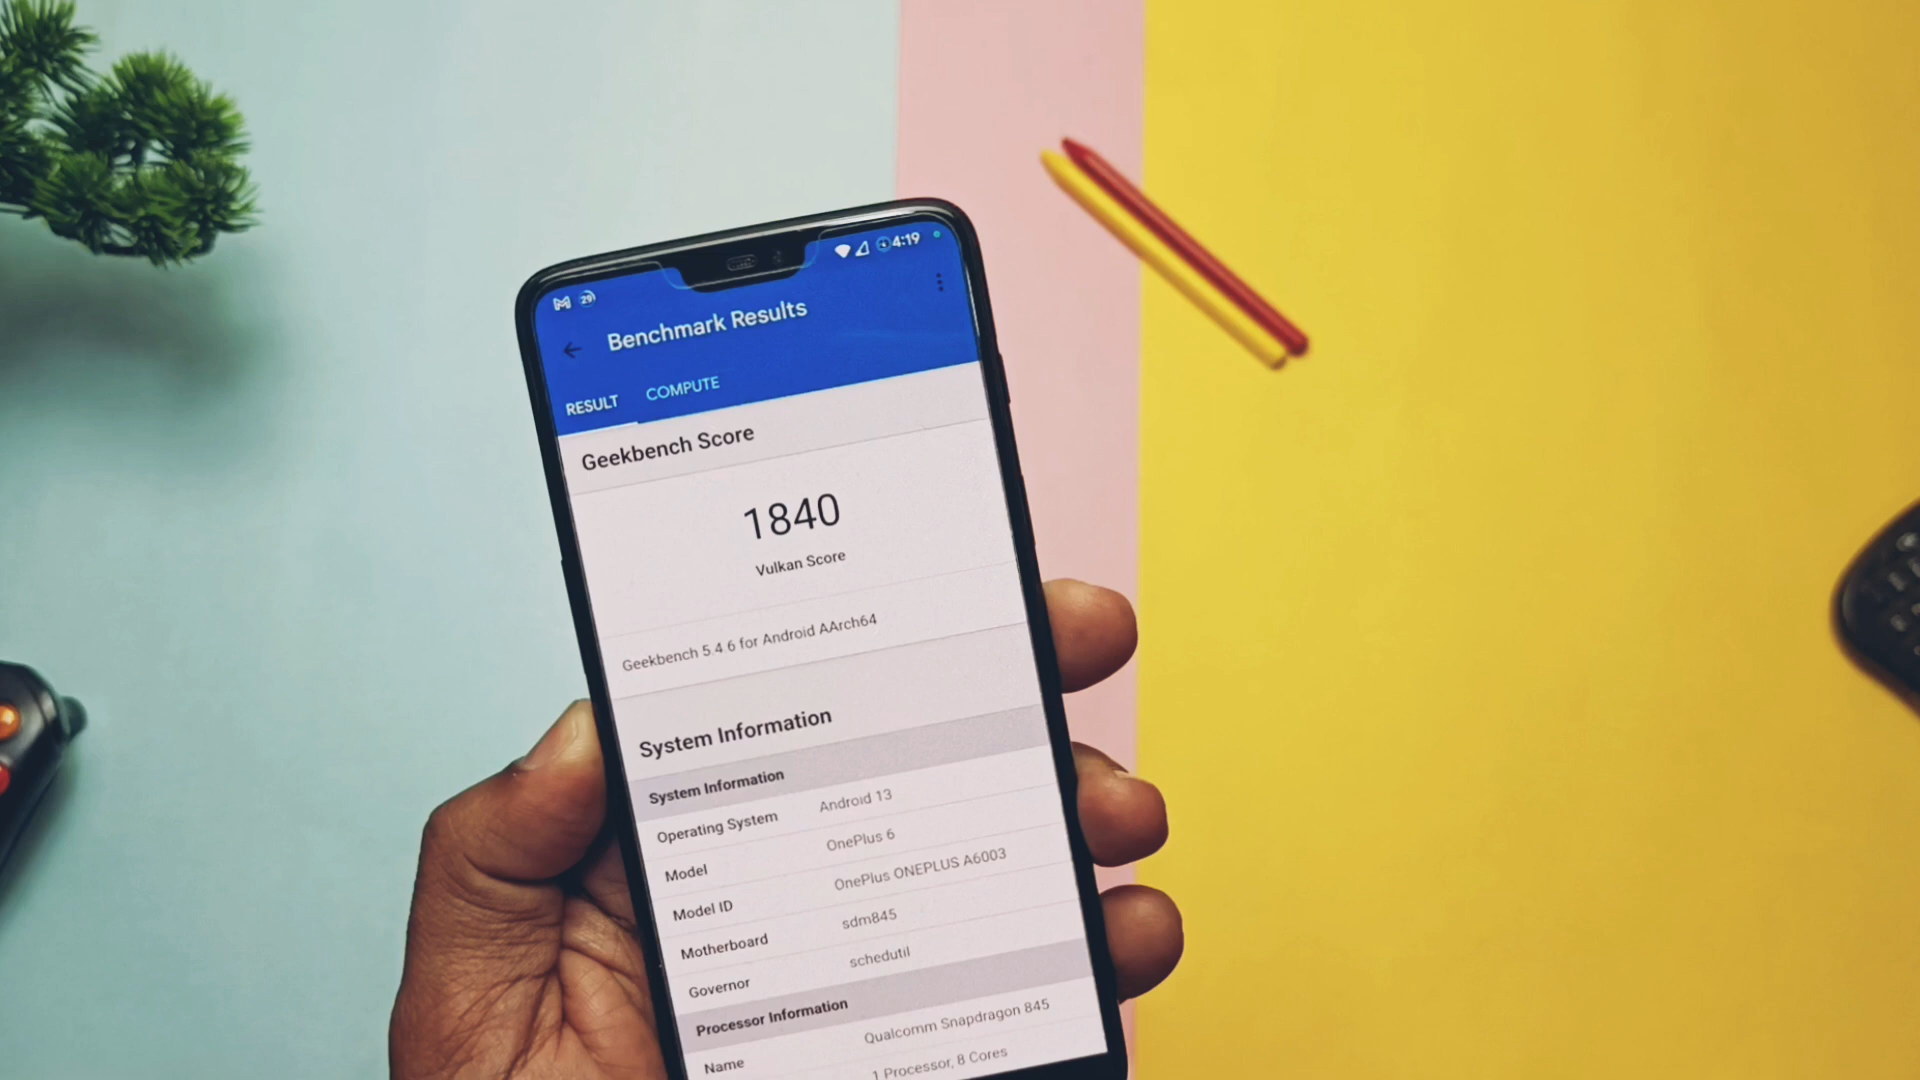 29 4:19
Benchmark Results
RESULT COMPUTE
Geekbench Score
1840
Vulkan Score
Geekbench 5.4.6 for Android AArch64
System Information
System Information
Operating System Android 13
Model OnePlus 6
Model ID OnePlus ONEPLUS A6003
Motherboard sdm845
Governor schedutil
Processor Information
Name Qualcomm Snapdragon 845
1 Processor, 8 Cores